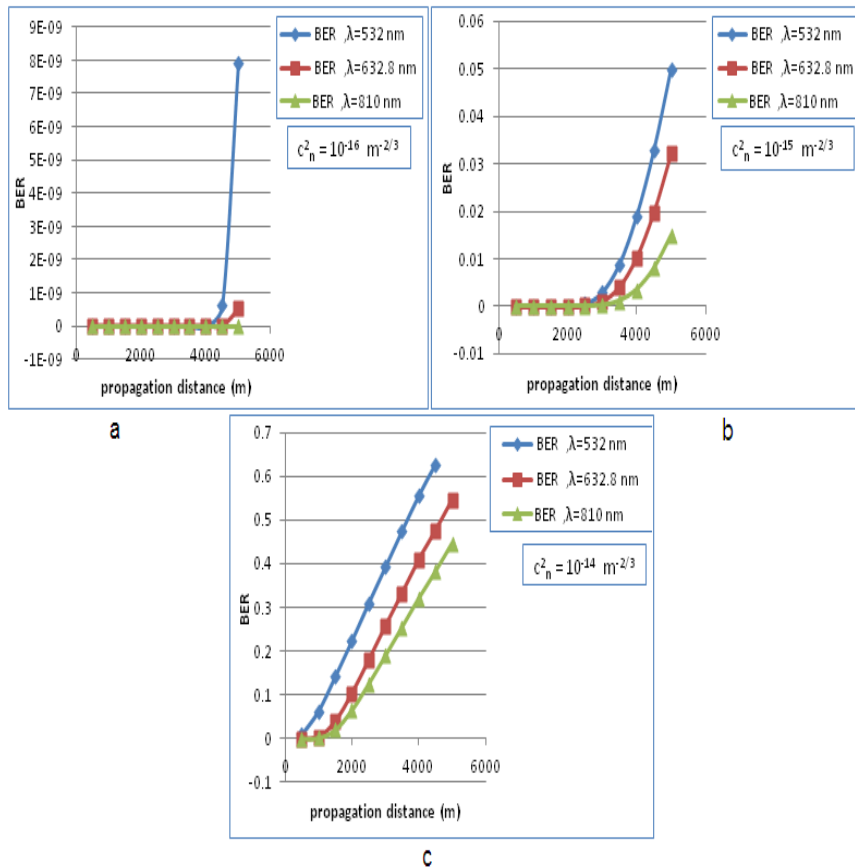 9E-09
8E-09
7E-09
6E-09
5E-09
4E-09
3E-09
2E-09
1E-09
0
-1E-09
BER
0 2000 4000 6000
propagation distance (m)
BER ,λ=532 nm
BER ,λ=632.8 nm
BER ,λ=810 nm
c²ₙ = 10⁻¹⁶ m⁻²/³
a
0.06
0.05
0.04
0.03
0.02
0.01
0
-0.01
BER
0 2000 4000 6000
propagation distance (m)
BER ,λ=532 nm
BER ,λ=632.8 nm
BER ,λ=810 nm
c²ₙ = 10⁻¹⁵ m⁻²/³
b
0.7
0.6
0.5
0.4
0.3
0.2
0.1
0
-0.1
BER
0 2000 4000 6000
propagation distance (m)
BER ,λ=532 nm
BER ,λ=632.8 nm
BER ,λ=810 nm
c²ₙ = 10⁻¹⁴ m⁻²/³
c